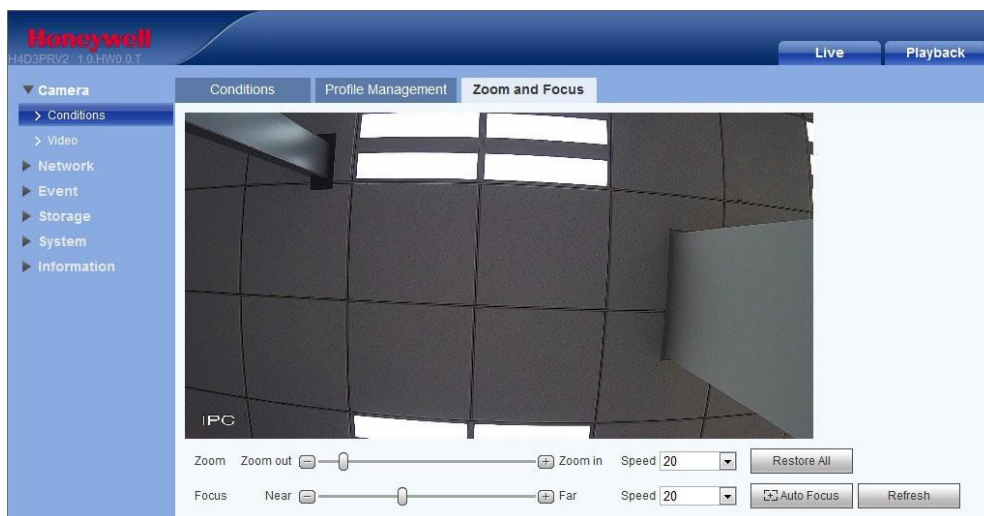 Honeywell
H4D3PRV2 1.0.HW0.0.T
Live Playback
Camera
Conditions
Video
Network
Event
Storage
System
Information
Conditions Profile Management Zoom and Focus
IPC
Zoom Zoom out Zoom in Speed 20 Restore All
Focus Near Far Speed 20 Auto Focus Refresh